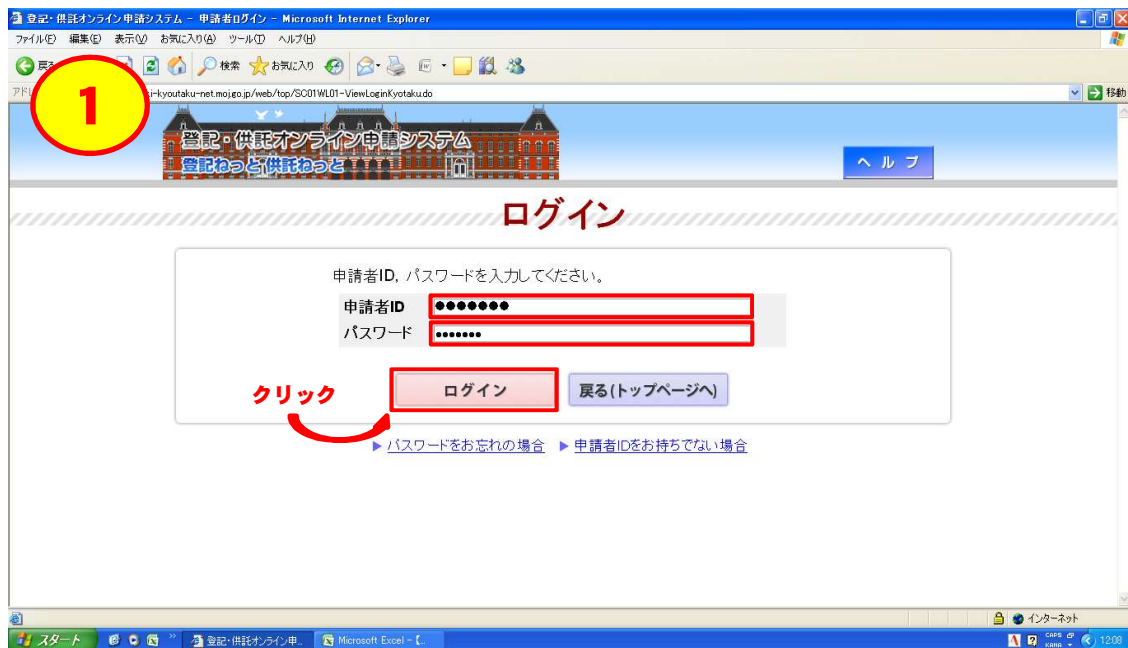 登記・供託オンライン申請システム - 申請者ログイン - Microsoft Internet Explorer
ファイル(F) 編集(E) 表示(V) お気に入り(A) ツール(T) ヘルプ(H)
検索 お気に入り
i-kyoutaku-net.moj.go.jp/web/top/SC01WL01-ViewLoginKyotaku.do 移動
1
登記・供託オンライン申請システム
登記ねっと 供託ねっと
ヘルプ
ログイン
申請者ID, パスワードを入力してください。
申請者ID ●●●●●●●
パスワード •••••••
ログイン 戻る(トップページへ)
クリック
パスワードをお忘れの場合 申請者IDをお持ちでない場合
インターネット
スタート 登記・供託オンライン申... Microsoft Excel - [... A CAPS KANA 12:08